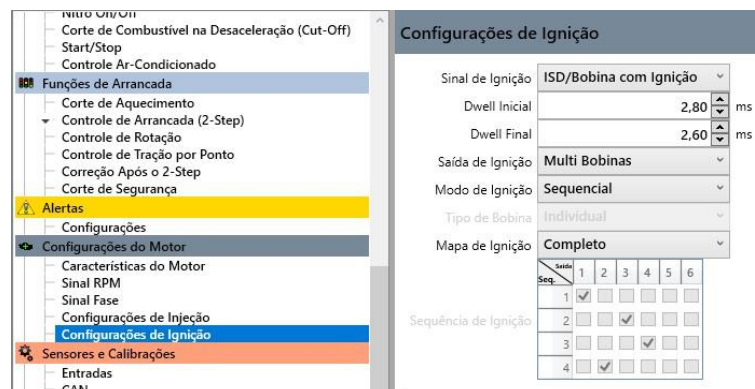 Nitro On/Off
Corte de Combustível na Desaceleração (Cut-Off)
Start/Stop
Controle Ar-Condicionado
Funções de Arrancada
Corte de Aquecimento
Controle de Arrancada (2-Step)
Controle de Rotação
Controle de Tração por Ponto
Correção Após o 2-Step
Corte de Segurança
Alertas
Configurações
Configurações do Motor
Características do Motor
Sinal RPM
Sinal Fase
Configurações de Injeção
Configurações de Ignição
Sensores e Calibrações
Entradas
CAN
Configurações de Ignição
Sinal de Ignição ISD/Bobina com Ignição
Dwell Inicial 2,80 ms
Dwell Final 2,60 ms
Saída de Ignição Multi Bobinas
Modo de Ignição Sequencial
Tipo de Bobina Individual
Mapa de Ignição Completo
Saída 1 2 3 4 5 6
Seq.
1
Sequência de Ignição 2
3
4